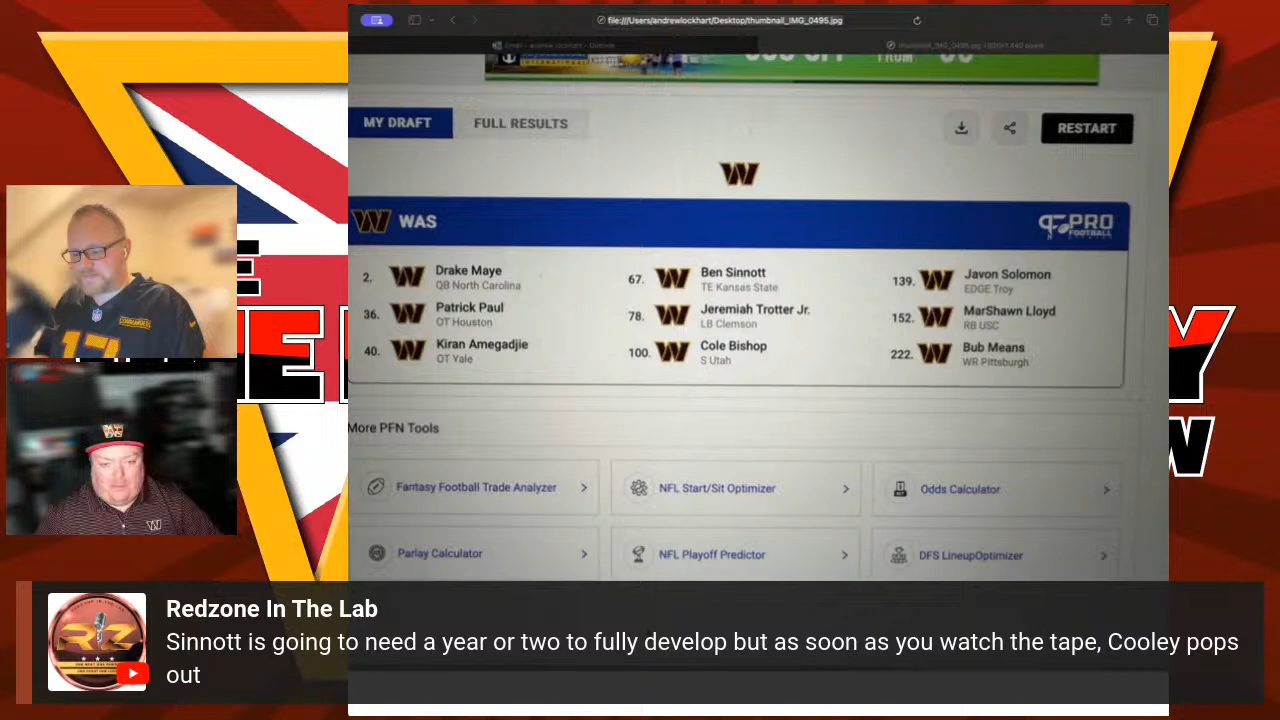 file:///Users/andrewlockhart/Desktop/thumbnail_IMG_0495.jpg
MY DRAFT
FULL RESULTS
RESTART
WAS
PRO
FOOTBALL
2. Drake Maye
QB North Carolina
36. Patrick Paul
OT Houston
40. Kiran Amegadjie
OT Yale
67. Ben Sinnott
TE Kansas State
78. Jeremiah Trotter Jr.
LB Clemson
100. Cole Bishop
S Utah
139. Javon Solomon
EDGE Troy
152. MarShawn Lloyd
RB USC
222. Bub Means
WR Pittsburgh
More PFN Tools
Fantasy Football Trade Analyzer
NFL Start/Sit Optimizer
Odds Calculator
Parlay Calculator
NFL Playoff Predictor
DFS LineupOptimizer
COMMANDERS
17
Redzone In The Lab
Sinnott is going to need a year or two to fully develop but as soon as you watch the tape, Cooley pops
out